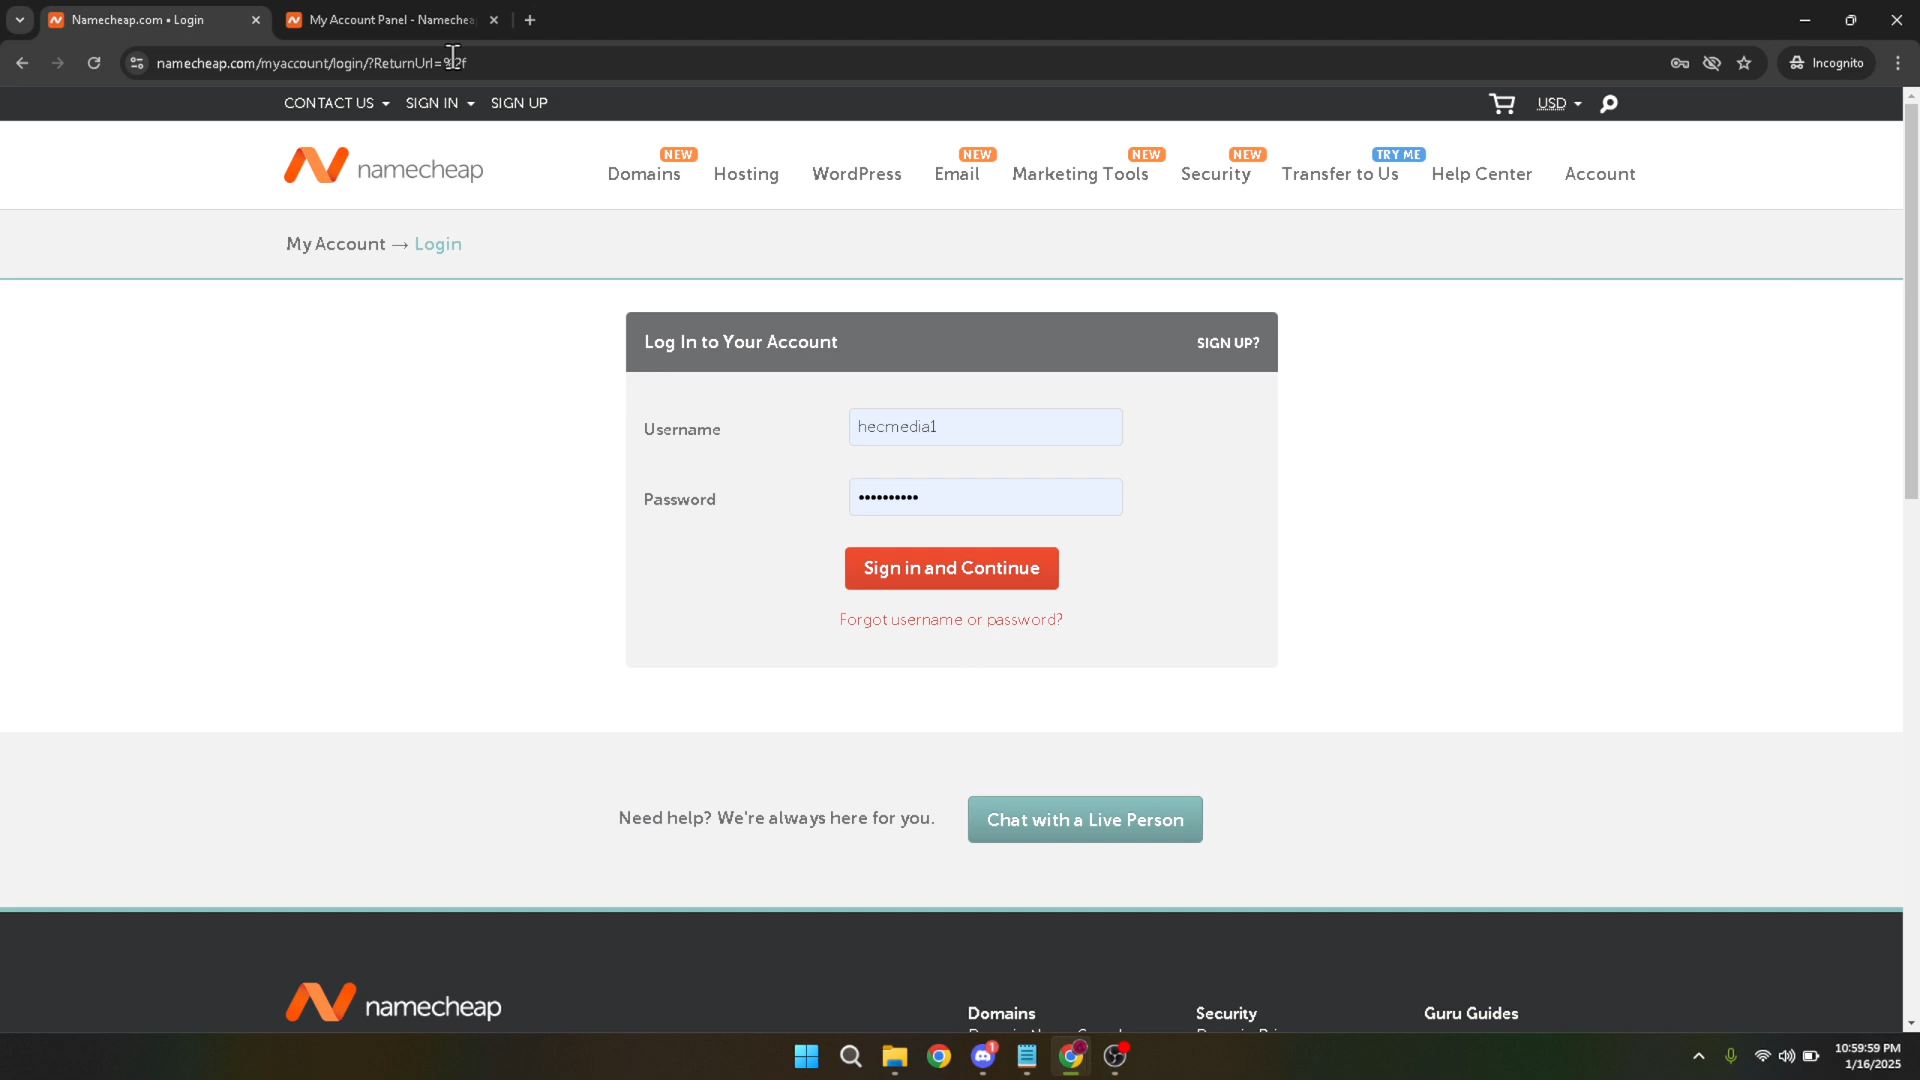 Namecheap.com • Login
My Account Panel - Namechea
namecheap.com/myaccount/login/?ReturnUrl=%2f
Incognito
CONTACT US
SIGN IN
SIGN UP
USD
namecheap
NEW
NEW
NEW
NEW
TRY ME
Domains
Hosting
WordPress
Email
Marketing Tools
Security
Transfer to Us
Help Center
Account
My Account → Login
Log In to Your Account
SIGN UP?
Username
hecmedia1
Password
••••••••••
Sign in and Continue
Forgot username or password?
Need help? We're always here for you.
Chat with a Live Person
namecheap
Domains
Security
Guru Guides
1
10:59:59 PM
1/16/2025